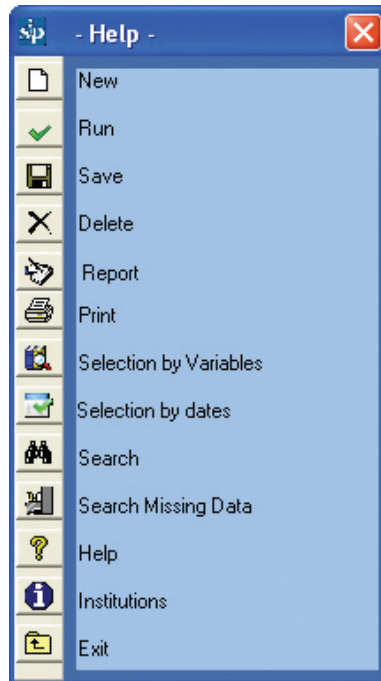 sip - Help -
New
Run
Save
Delete
Report
Print
Selection by Variables
Selection by dates
Search
Search Missing Data
Help
Institutions
Exit